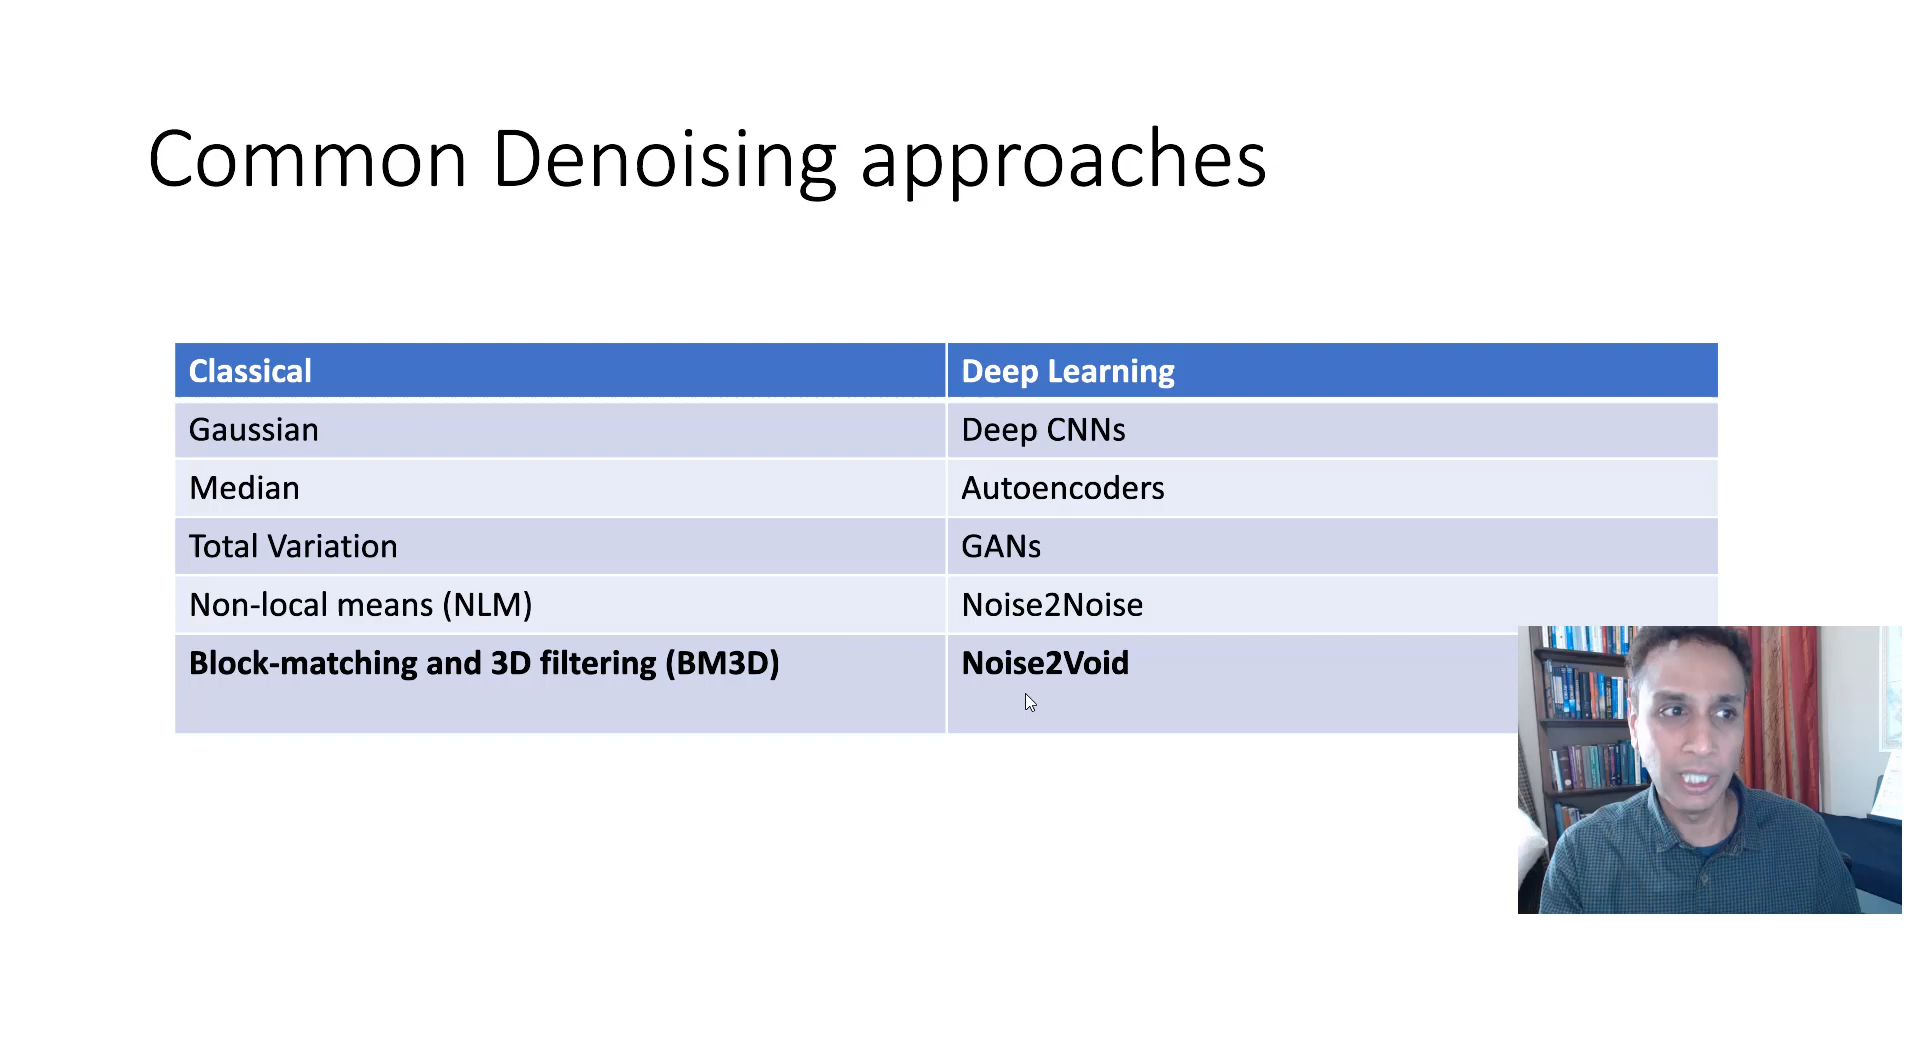 Common Denoising approaches
Classical
Deep Learning
Gaussian
Deep CNNs
Median
Autoencoders
Total Variation
GANs
Non-local means (NLM)
Noise2Noise
Block-matching and 3D filtering (BM3D)
Noise2Void